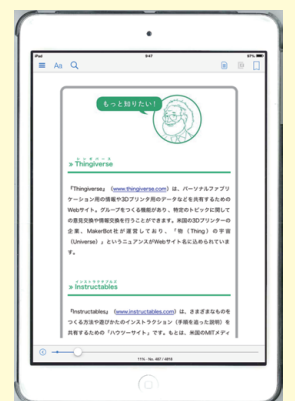 iPad
9:47
97%
Aa
もっと知りたい！
シンギバース
» Thingiverse
『Thingiverse』（www.thingiverse.com）は、パーソナルファブリ
ケーション用の情報や3Dプリンタ用のデータなどを共有するための
Webサイト。グループをつくる機能があり、特定のトピックに関して
の意見交換や情報交換を行うことができます。米国の3Dプリンターの
企業、MakerBot社が運営しており、「物（Thing）の宇宙
（Universe）」というニュアンスがWebサイト名に込められていま
す。
インストラクタブルズ
» Instructables
『Instructables』（www.instructables.com）は、さまざまなものを
つくる方法や遊びかたのインストラクション（手順を追った説明）を
共有するための「ハウツーサイト」です。もとは、米国のMITメディ
11% · No. 487 / 4618